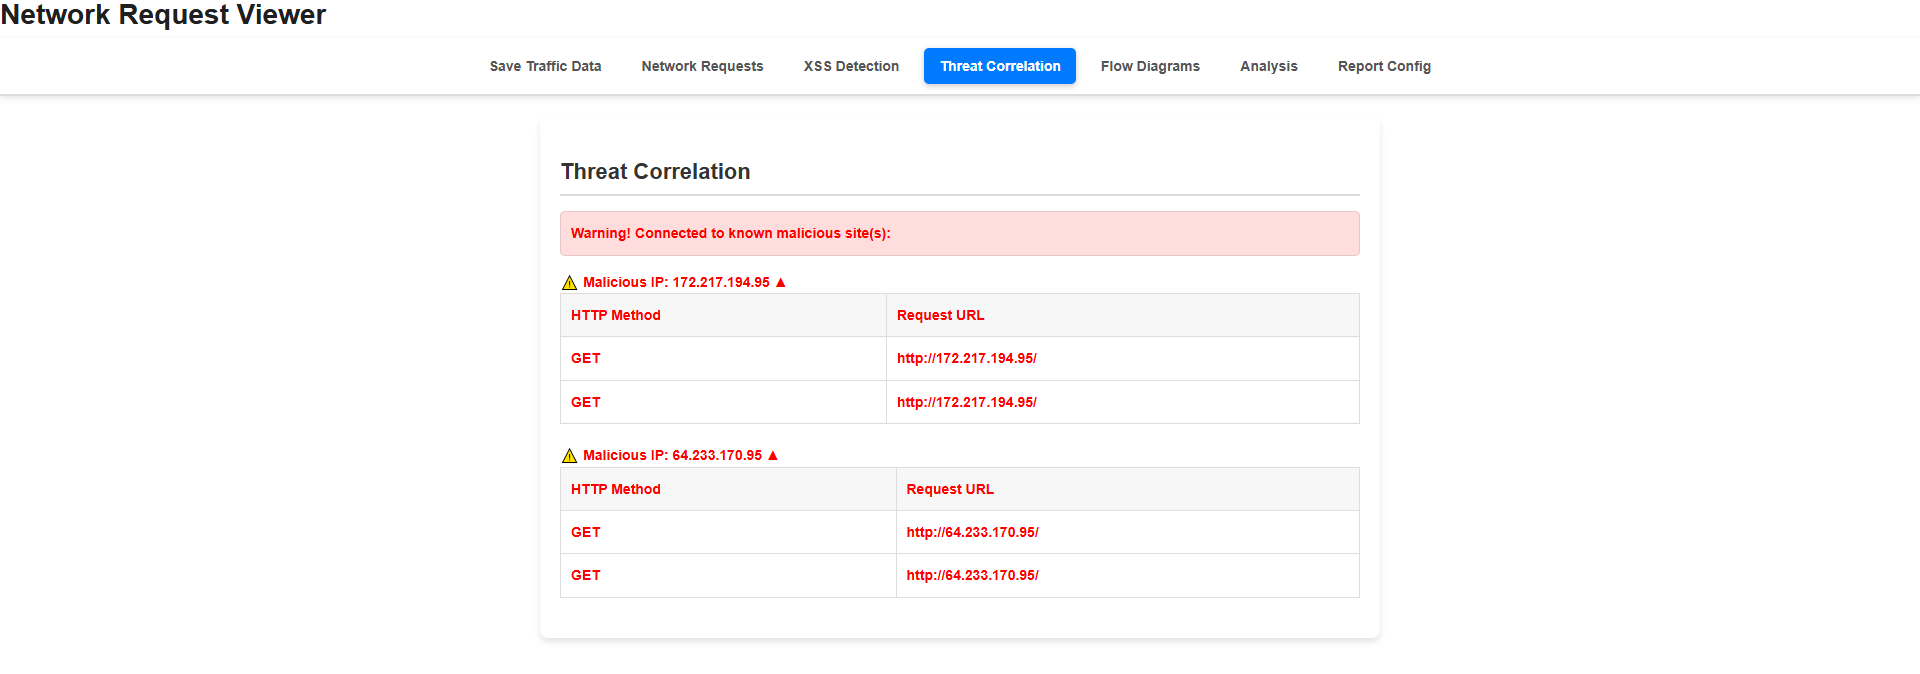 Network Request Viewer
Save Traffic Data Network Requests XSS Detection Threat Correlation Flow Diagrams Analysis Report Config
Threat Correlation
Warning! Connected to known malicious site(s):
⚠ Malicious IP: 172.217.194.95 ▲
HTTP Method Request URL
GET http://172.217.194.95/
GET http://172.217.194.95/
⚠ Malicious IP: 64.233.170.95 ▲
HTTP Method Request URL
GET http://64.233.170.95/
GET http://64.233.170.95/